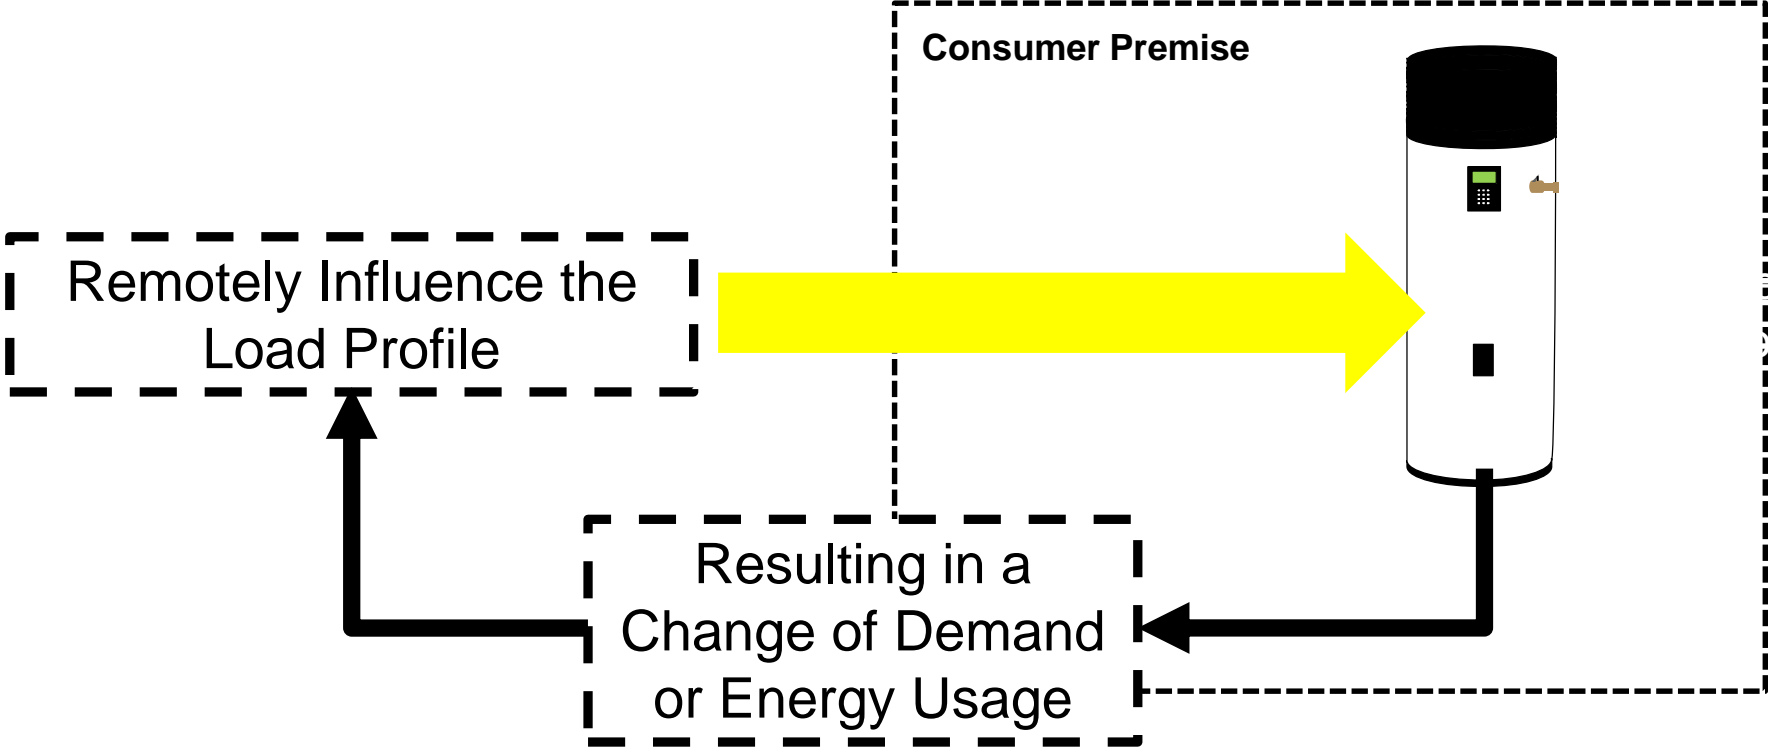 Consumer Premise
Remotely Influence the
Load Profile
Resulting in a
Change of Demand
or Energy Usage